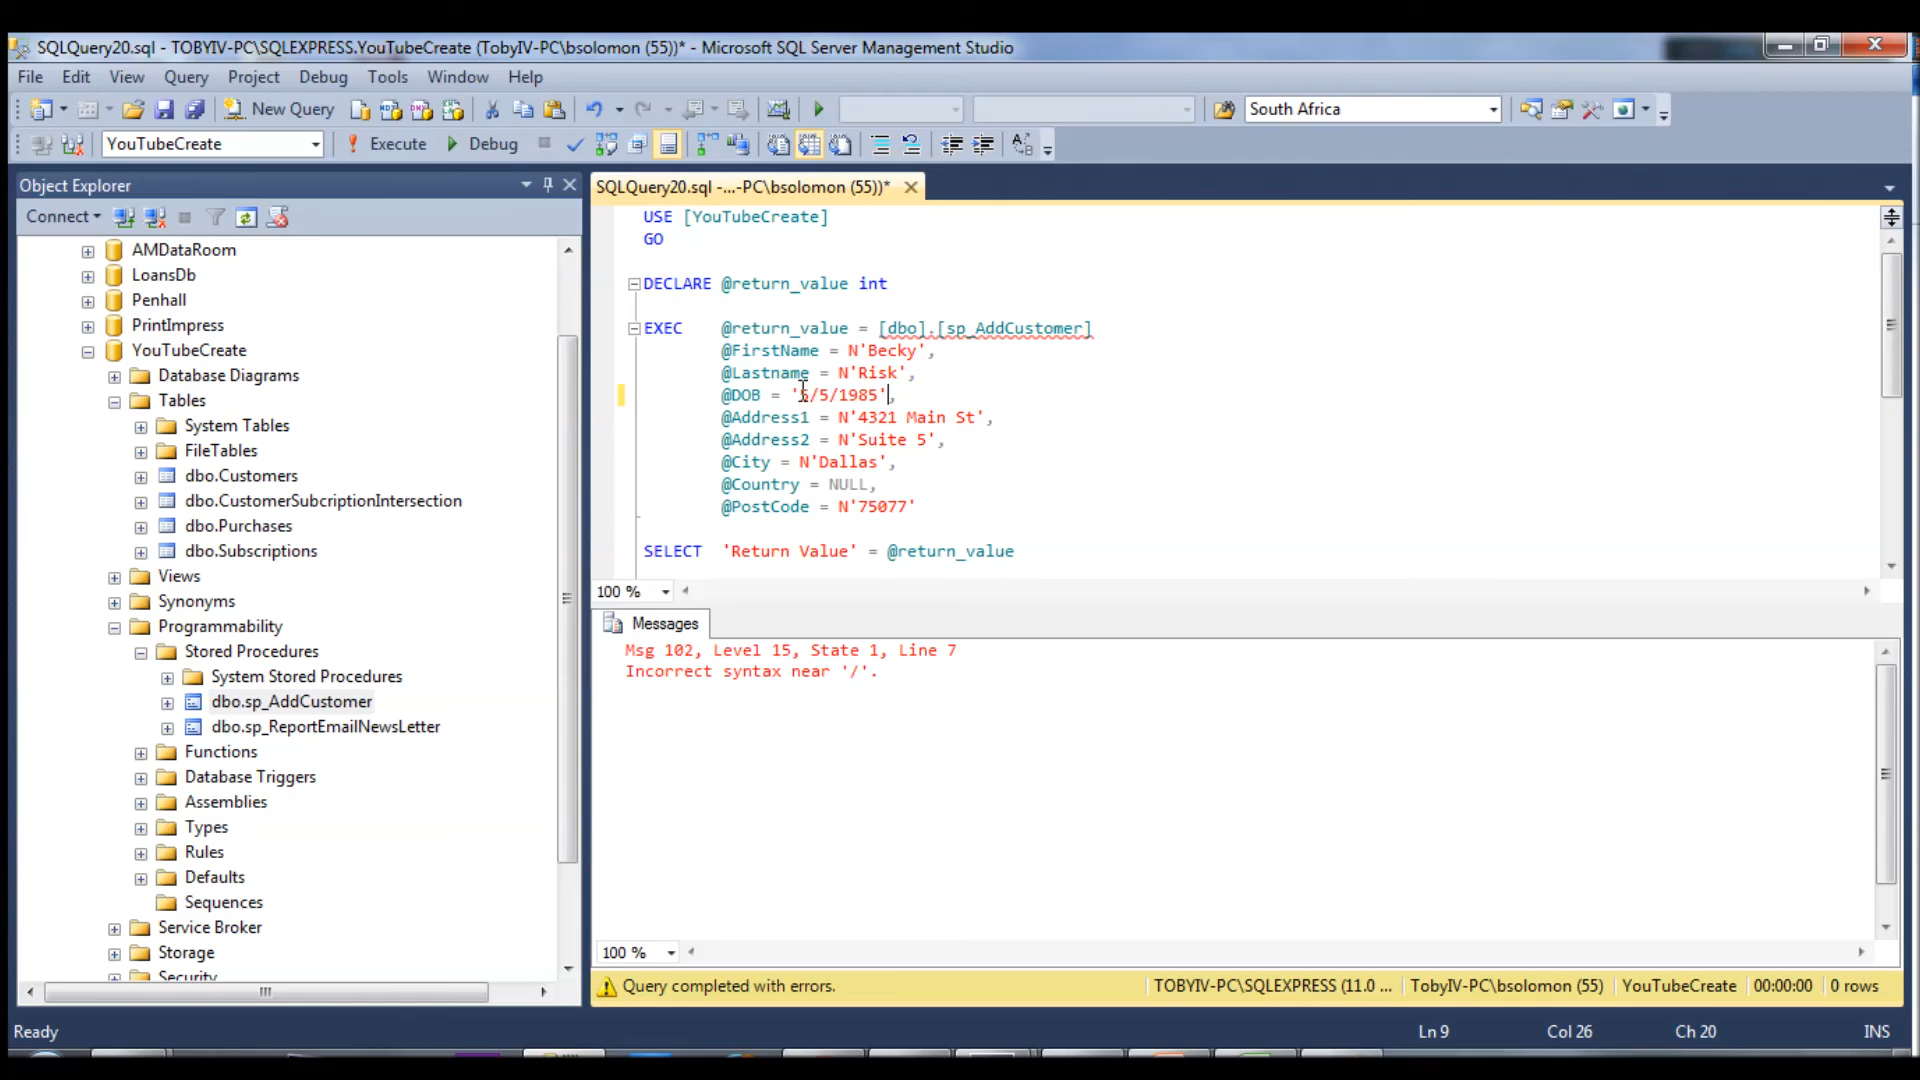 SQLQuery20.sql - TOBYIV-PC\SQLEXPRESS.YouTubeCreate (TobyIV-PC\bsolomon (55))* - Microsoft SQL Server Management Studio
File Edit View Query Project Debug Tools Window Help
New Query South Africa
YouTubeCreate Execute Debug
Object Explorer
Connect
AMDataRoom
LoansDb
Penhall
PrintImpress
YouTubeCreate
Database Diagrams
Tables
System Tables
FileTables
dbo.Customers
dbo.CustomerSubcriptionIntersection
dbo.Purchases
dbo.Subscriptions
Views
Synonyms
Programmability
Stored Procedures
System Stored Procedures
dbo.sp_AddCustomer
dbo.sp_ReportEmailNewsLetter
Functions
Database Triggers
Assemblies
Types
Rules
Defaults
Sequences
Service Broker
Storage
Security
SQLQuery20.sql -...-PC\bsolomon (55))*
USE [YouTubeCreate]
GO
DECLARE @return_value int
EXEC @return_value = [dbo].[sp_AddCustomer]
@FirstName = N'Becky',
@Lastname = N'Risk',
@DOB = '5/5/1985',
@Address1 = N'4321 Main St',
@Address2 = N'Suite 5',
@City = N'Dallas',
@Country = NULL,
@PostCode = N'75077'
SELECT 'Return Value' = @return_value
100 %
Messages
Msg 102, Level 15, State 1, Line 7
Incorrect syntax near '/'.
100 %
Query completed with errors. TOBYIV-PC\SQLEXPRESS (11.0 ... TobyIV-PC\bsolomon (55) YouTubeCreate 00:00:00 0 rows
Ready Ln 9 Col 26 Ch 20 INS